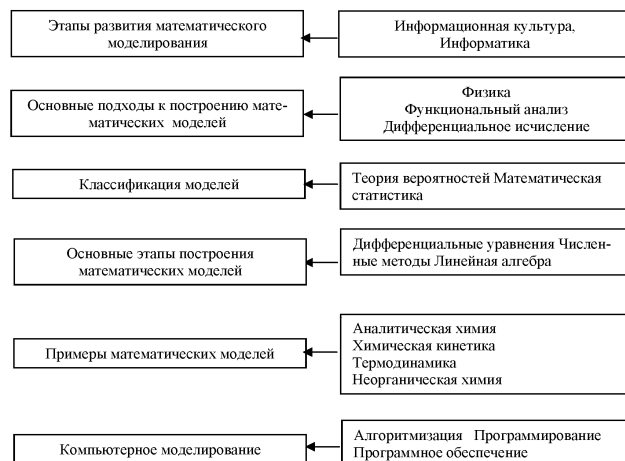 Этапы развития математического
моделирования
Информационная культура,
Информатика
Основные подходы к построению мате-
матических моделей
Физика
Функциональный анализ
Дифференциальное исчисление
Классификация моделей
Теория вероятностей Математическая
статистика
Основные этапы построения
математических моделей
Дифференциальные уравнения Числен-
ные методы Линейная алгебра
Примеры математических моделей
Аналитическая химия
Химическая кинетика
Термодинамика
Неорганическая химия
Компьютерное моделирование
Алгоритмизация Программирование
Программное обеспечение